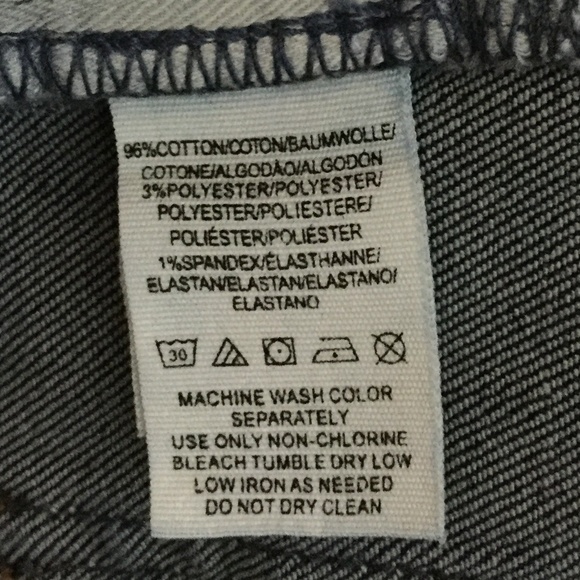 96%COTTON/COTON/BAUMWOLLE/
COTONE/ALGODÃO/ALGODÓN
3%POLYESTER/POLYESTER/
POLYESTER/POLIESTERE/
POLIÉSTER/POLIÉSTER
1%SPANDEX/ÉLASTHANNE/
ELASTAN/ELASTAN/ELASTANO/
ELASTANO
30
MACHINE WASH COLOR
SEPARATELY
USE ONLY NON-CHLORINE
BLEACH TUMBLE DRY LOW
LOW IRON AS NEEDED
DO NOT DRY CLEAN